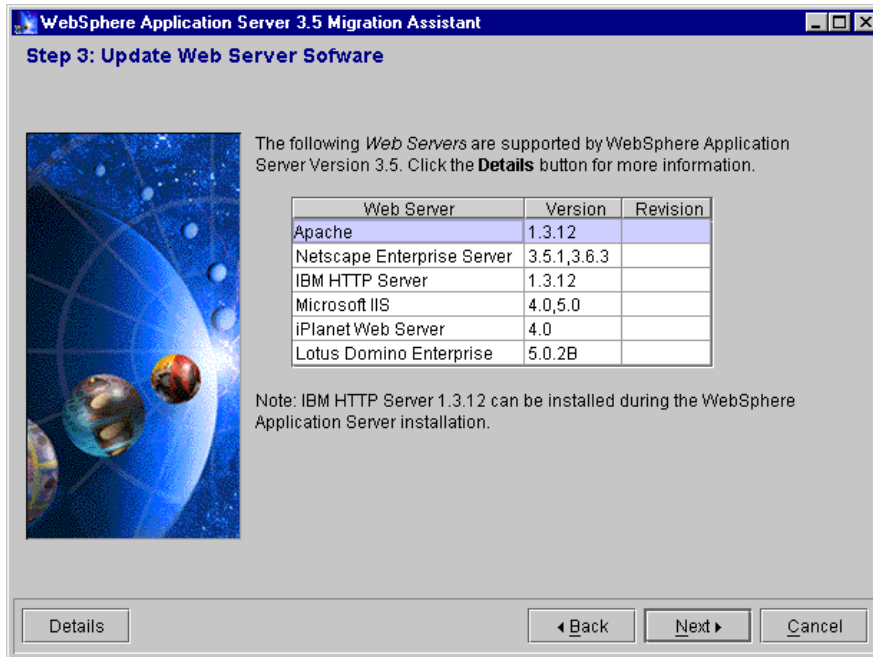 WebSphere Application Server 3.5 Migration Assistant
Step 3: Update Web Server Sofware
The following Web Servers are supported by WebSphere Application
Server Version 3.5. Click the Details button for more information.
Web Server Version Revision
Apache 1.3.12
Netscape Enterprise Server 3.5.1,3.6.3
IBM HTTP Server 1.3.12
Microsoft IIS 4.0,5.0
iPlanet Web Server 4.0
Lotus Domino Enterprise 5.0.2B
Note: IBM HTTP Server 1.3.12 can be installed during the WebSphere
Application Server installation.
Details Back Next Cancel